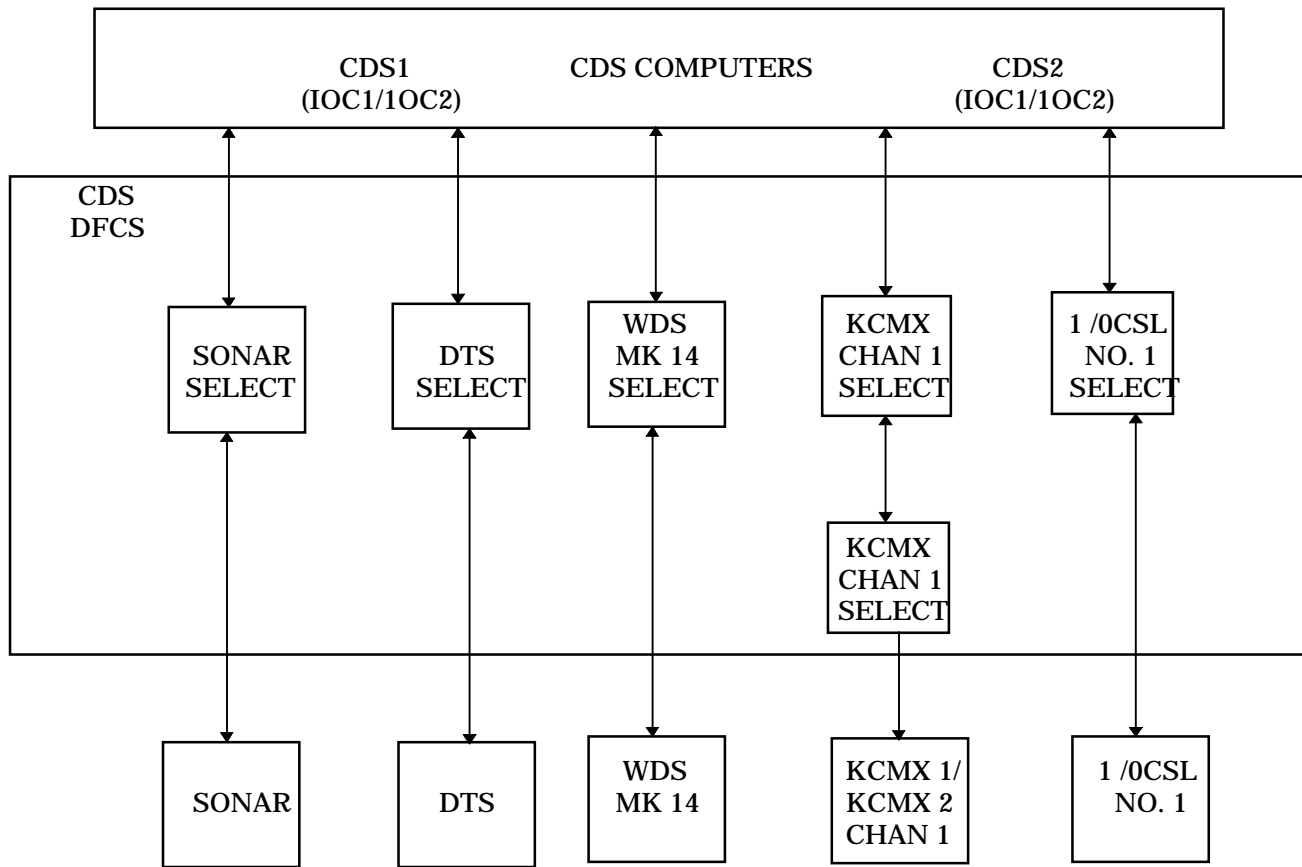 CDS1
(IOC1/1OC2)
CDS COMPUTERS
CDS2
(IOC1/1OC2)
CDS
DFCS
SONAR
SELECT
DTS
SELECT
WDS
MK 14
SELECT
KCMX
CHAN 1
SELECT
1 /0CSL
NO. 1
SELECT
KCMX
CHAN 1
SELECT
SONAR
DTS
WDS
MK 14
KCMX 1/
KCMX 2
CHAN 1
1 /0CSL
NO. 1